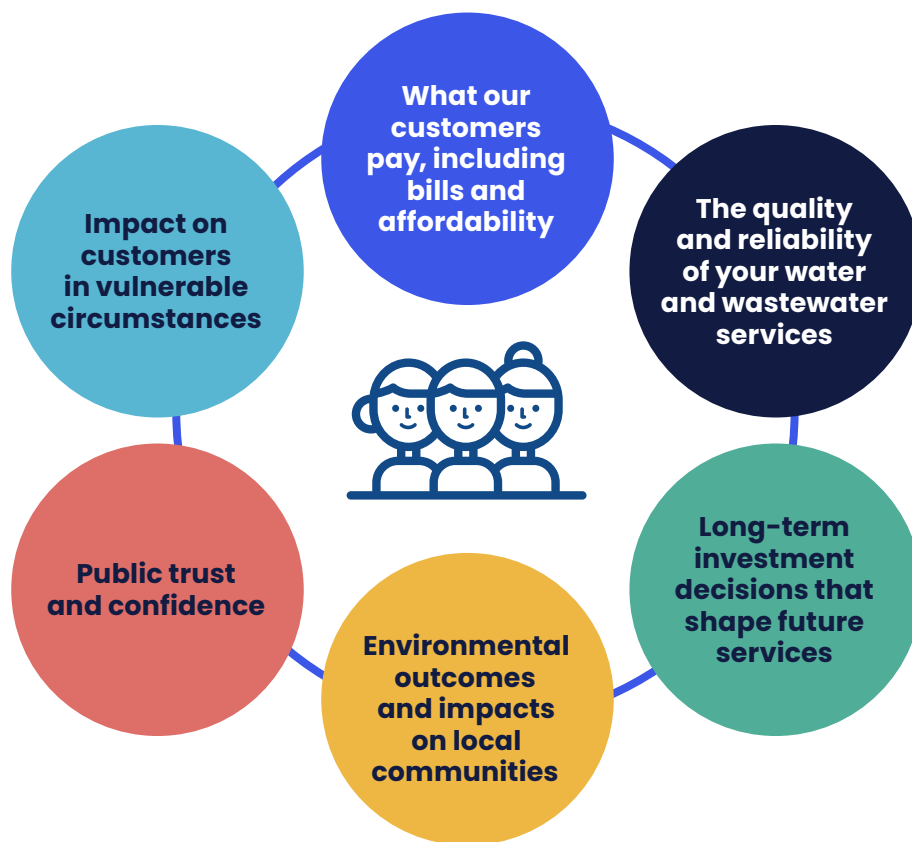 What our
customers
pay, including
bills and
affordability
The quality
and reliability
of your water
and wastewater
services
Long-term
investment
decisions that
shape future
services
Environmental
outcomes
and impacts
on local
communities
Public trust
and confidence
Impact on
customers
in vulnerable
circumstances